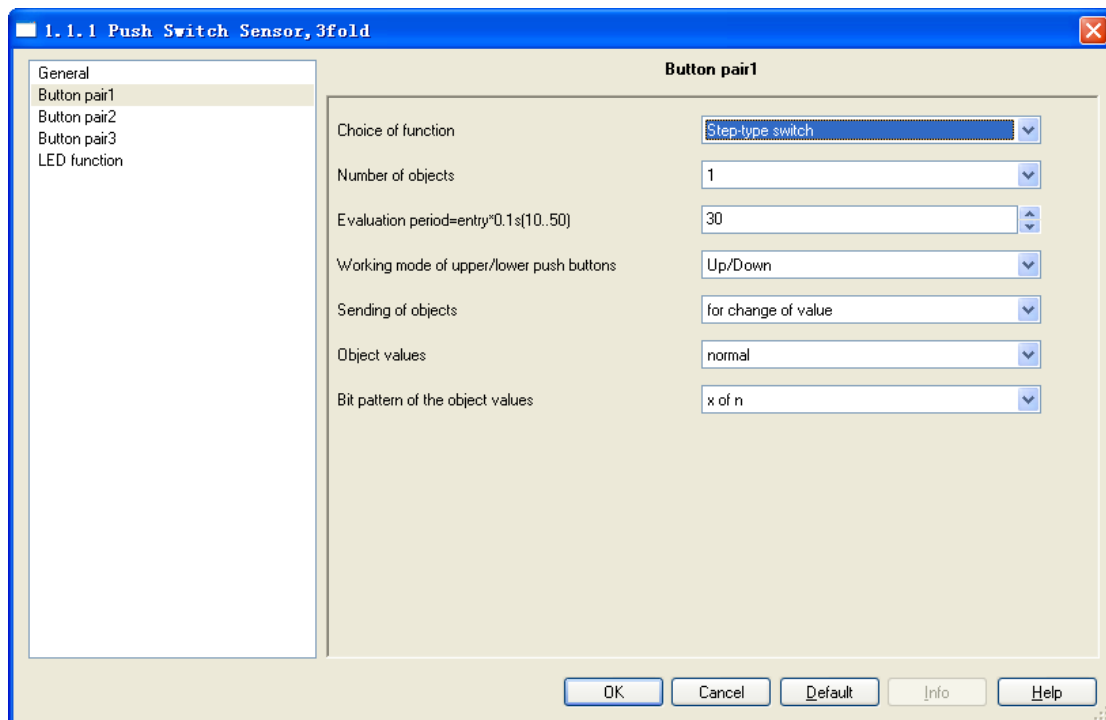 1.1.1 Push Switch Sensor,3fold
General
Button pair1
Button pair2
Button pair3
LED function
Button pair1
Choice of function Step-type switch
Number of objects 1
Evaluation period=entry*0.1s(10..50) 30
Working mode of upper/lower push buttons Up/Down
Sending of objects for change of value
Object values normal
Bit pattern of the object values x of n
OK Cancel Default Info Help